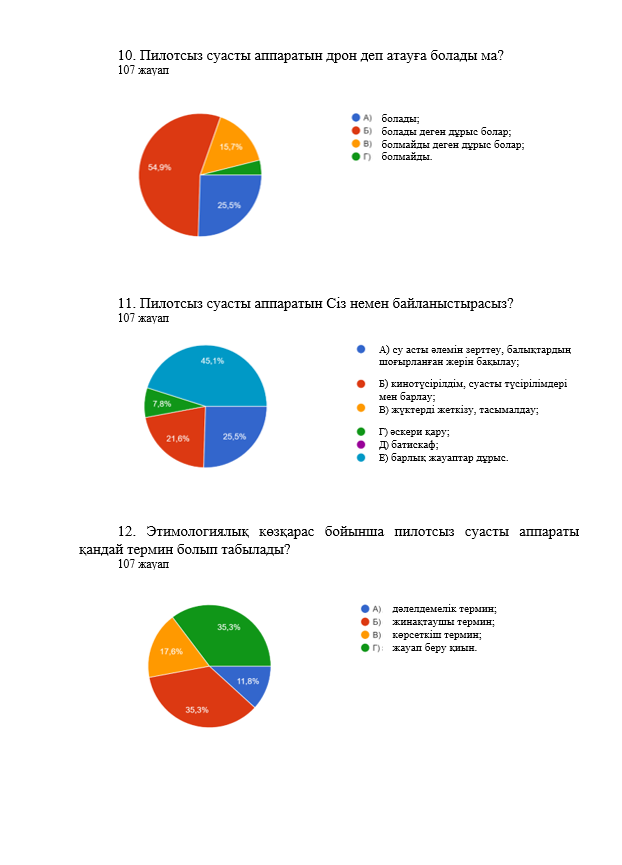 10. Пилотсыз суасты аппаратын дрон деп атауға болады ма?
107 жауап
54,9%
15,7%
25,5%
А) болады;
Б) болады деген дұрыс болар;
В) болмайды деген дұрыс болар;
Г) болмайды.
11. Пилотсыз суасты аппаратын Сіз немен байланыстырасыз?
107 жауап
45,1%
7,8%
21,6%
25,5%
А) су асты әлемін зерттеу, балықтардың
шоғырланған жерін бақылау;
Б) кинотүсірілдім, суасты түсірілімдері
мен барлау;
В) жүктерді жеткізу, тасымалдау;
Г) әскери қару;
Д) батискаф;
Е) барлық жауаптар дұрыс.
12. Этимологиялық көзқарас бойынша пилотсыз суасты аппараты
қандай термин болып табылады?
107 жауап
35,3%
17,6%
11,8%
35,3%
А) дәлелдемелік термин;
Б) жинақтаушы термин;
В) көрсеткіш термин;
Г) жауап беру қиын.